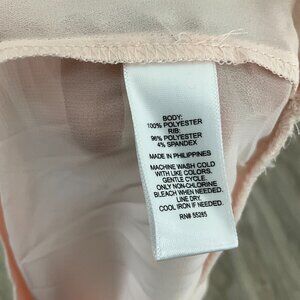 BODY:
100% POLYESTER
RIB:
96% POLYESTER
4% SPANDEX
MADE IN PHILIPPINES
MACHINE WASH COLD
WITH LIKE COLORS.
GENTLE CYCLE.
ONLY NON-CHLORINE
BLEACH WHEN NEEDED.
LINE DRY.
COOL IRON IF NEEDED.
RN# 55285